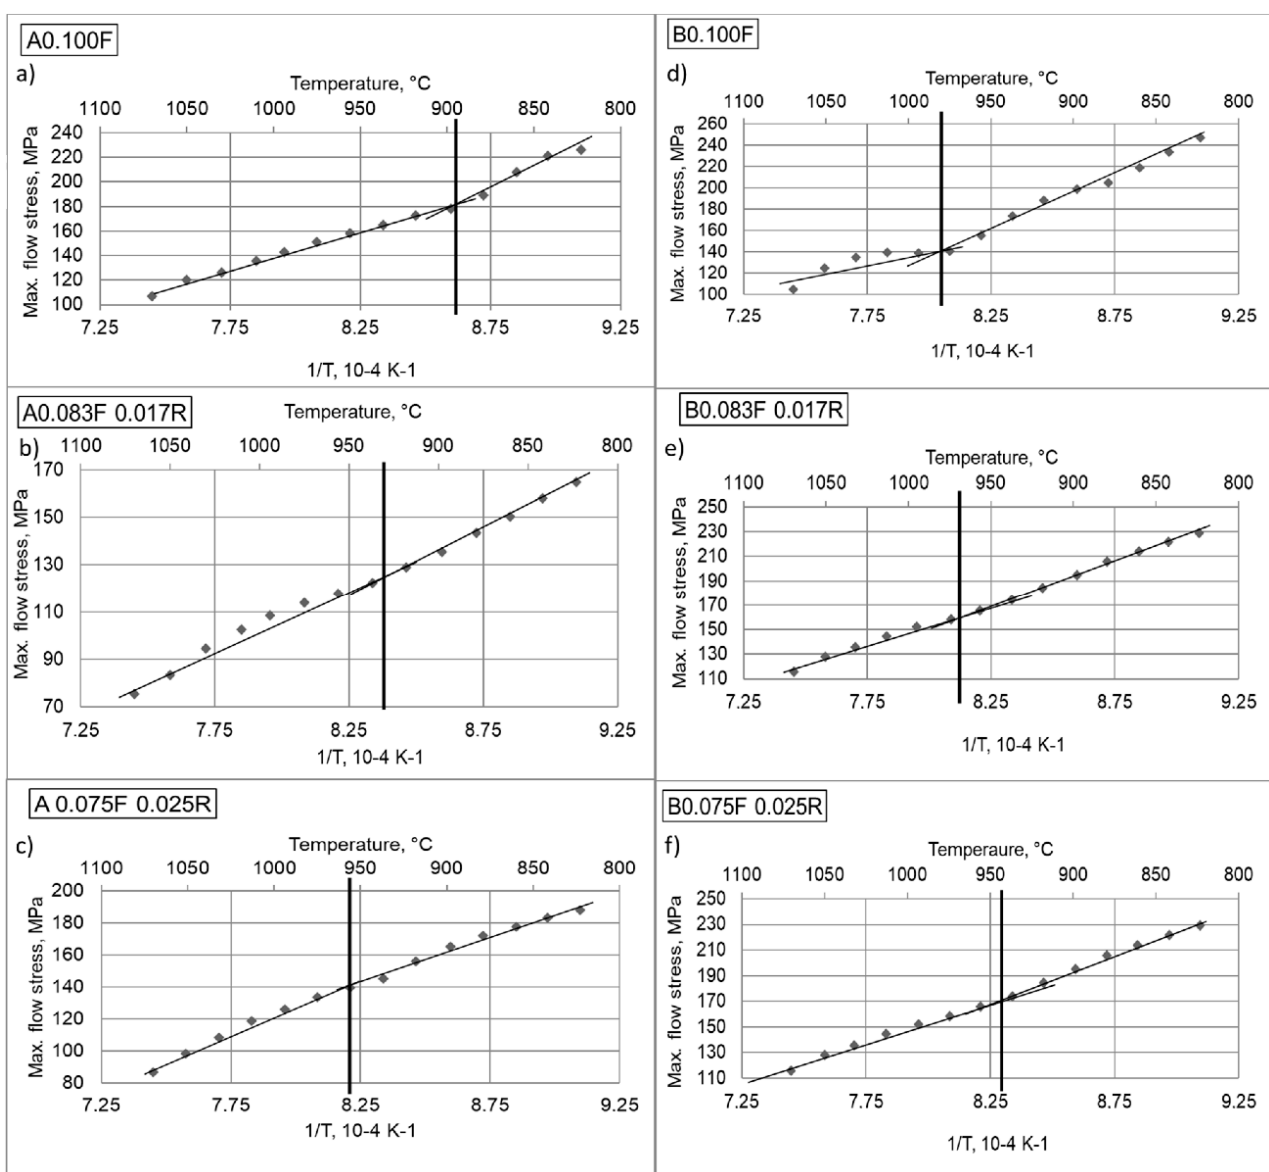 A0.100F
a)
Temperature, °C
1100 1050 1000 950 900 850 800
Max. flow stress, MPa
240
220
200
180
160
140
120
100
7.25 7.75 8.25 8.75 9.25
1/T, 10-4 K-1
B0.100F
d)
Temperature, °C
1100 1050 1000 950 900 850 800
Max. flow stress, MPa
260
240
220
200
180
160
140
120
100
7.25 7.75 8.25 8.75 9.25
1/T, 10-4 K-1
A0.083F 0.017R
b)
Temperature, °C
1100 1050 1000 950 900 850 800
Max. flow stress, MPa
170
150
130
110
90
70
7.25 7.75 8.25 8.75 9.25
1/T, 10-4 K-1
B0.083F 0.017R
e)
Temperature, °C
1100 1050 1000 950 900 850 800
Max. flow stress, MPa
250
230
210
190
170
150
130
110
7.25 7.75 8.25 8.75 9.25
1/T, 10-4 K-1
A 0.075F 0.025R
c)
Temperature, °C
1100 1050 1000 950 900 850 800
Max. flow stress, MPa
200
180
160
140
120
100
80
7.25 7.75 8.25 8.75 9.25
1/T, 10-4 K-1
B0.075F 0.025R
f)
Temperaure, °C
1100 1050 1000 950 900 850 800
Max. flow stress, MPa
250
230
210
190
170
150
130
110
7.25 7.75 8.25 8.75 9.25
1/T, 10-4 K-1